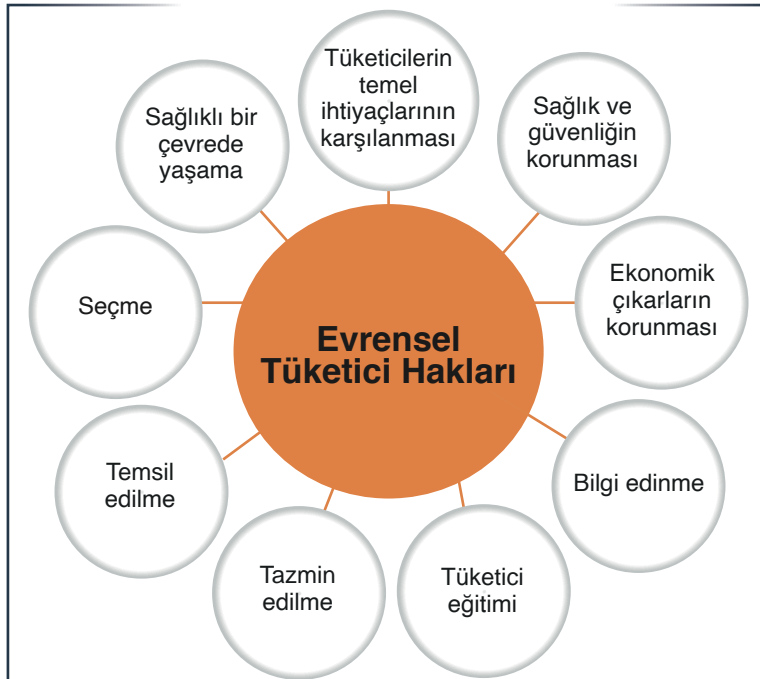 Tüketicilerin
temel
ihtiyaçlarının
karşılanması
Sağlık ve
güvenliğin
korunması
Ekonomik
çıkarların
korunması
Bilgi edinme
Tüketici
eğitimi
Tazmin
edilme
Temsil
edilme
Seçme
Sağlıklı bir
çevrede
yaşama
Evrensel
Tüketici Hakları